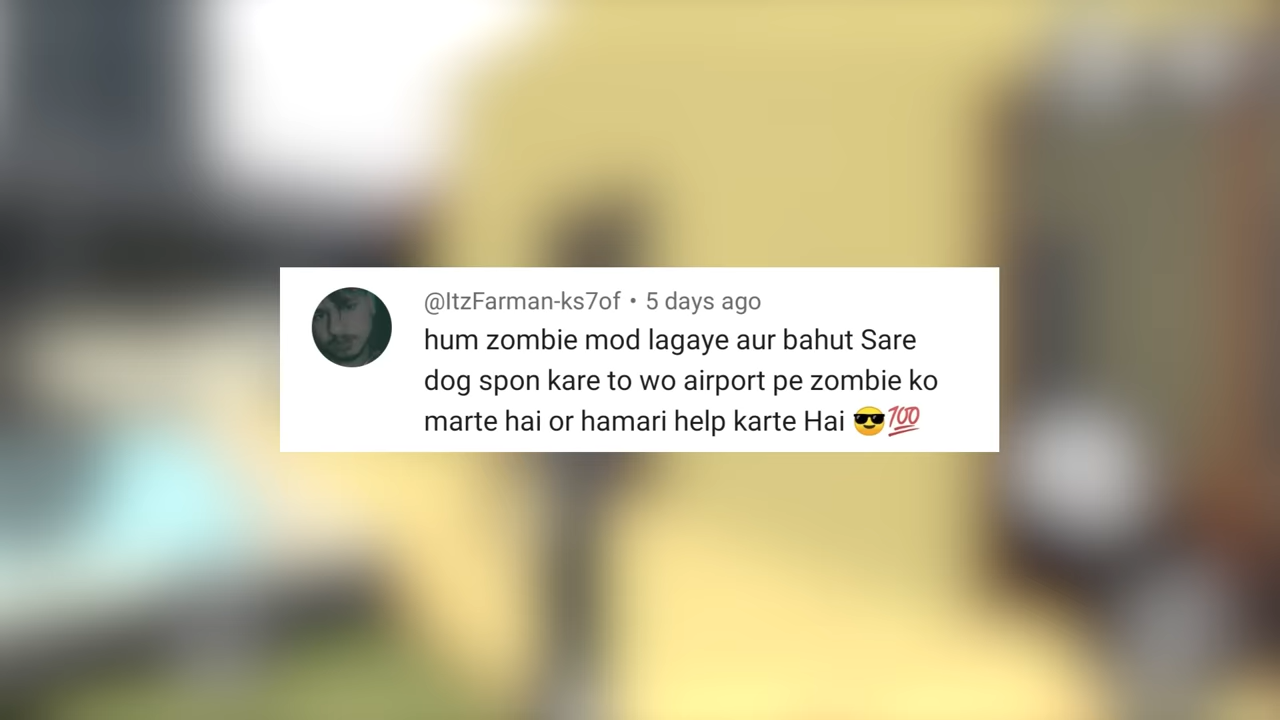 @ItzFarman-ks7of • 5 days ago
hum zombie mod lagaye aur bahut Sare
dog spon kare to wo airport pe zombie ko
marte hai or hamari help karte Hai 😎💯